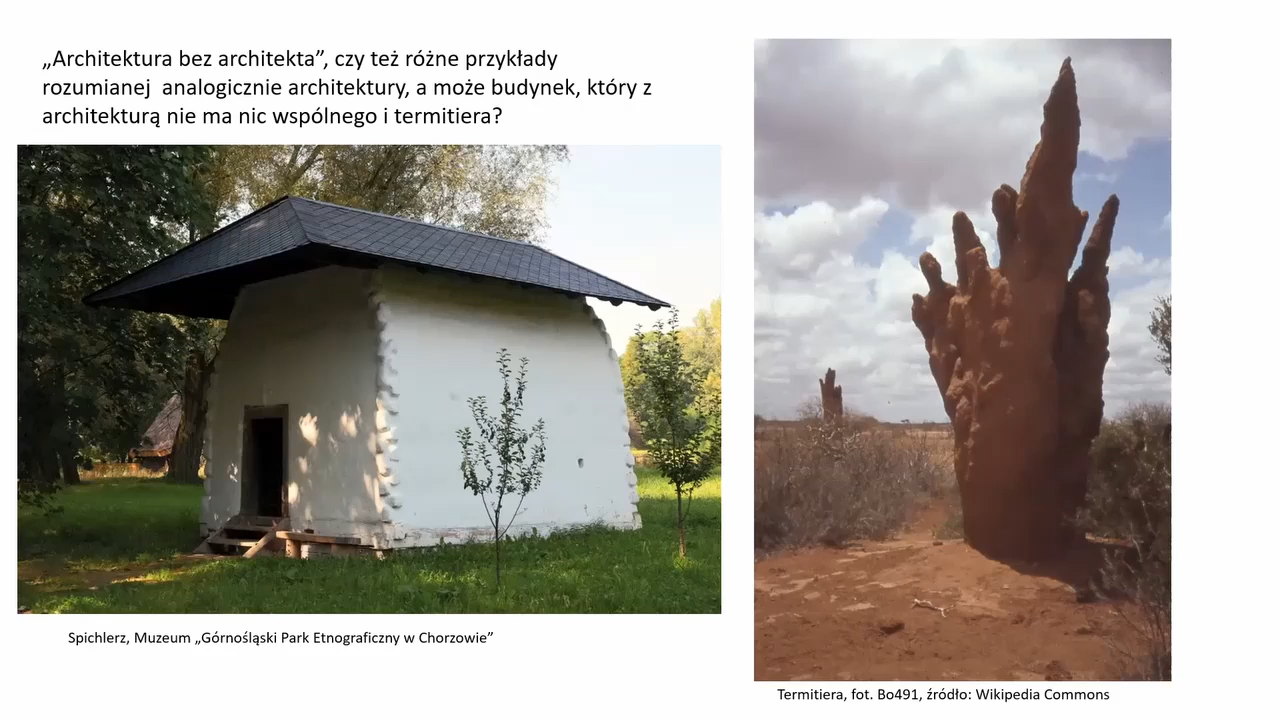 „Architektura bez architekta”, czy też różne przykłady
rozumianej  analogicznie architektury, a może budynek, który z
architekturą nie ma nic wspólnego i termitiera?
Spichlerz, Muzeum „Górnośląski Park Etnograficzny w Chorzowie”
Termitiera, fot. Bo491, źródło: Wikipedia Commons